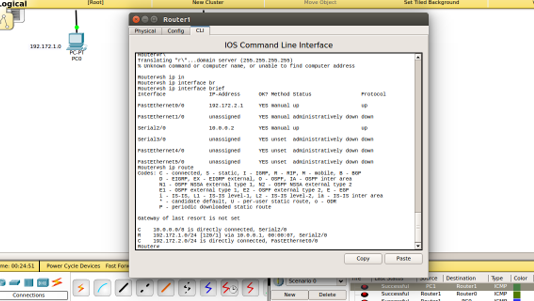 Logical
[Root]
New Cluster
Move Object
Set Tiled Background
Router1
Physical
Config
CLI
192.172.1.0
PC-PT
PC0
IOS Command Line Interface
Translating "r\"...domain server (255.255.255.255)
% Unknown command or computer name, or unable to find computer address
Router>sh ip in
Router>sh ip interface br
Router>sh ip interface brief
Interface IP-Address OK? Method Status Protocol
FastEthernet0/0 192.172.2.1 YES manual up up
FastEthernet1/0 unassigned YES unset administratively down down
Serial2/0 10.0.0.2 YES manual up up
Serial3/0 unassigned YES unset administratively down down
FastEthernet4/0 unassigned YES unset administratively down down
FastEthernet5/0 unassigned YES unset administratively down down
Router>sh ip route
Codes: C - connected, S - static, I - IGRP, R - RIP, M - mobile, B - BGP
D - EIGRP, EX - EIGRP external, O - OSPF, IA - OSPF inter area
N1 - OSPF NSSA external type 1, N2 - OSPF NSSA external type 2
E1 - OSPF external type 1, E2 - OSPF external type 2, E - EGP
i - IS-IS, L1 - IS-IS level-1, L2 - IS-IS level-2, ia - IS-IS inter area
* - candidate default, U - per-user static route, o - ODR
P - periodic downloaded static route
Gateway of last resort is not set
C 10.0.0.0/8 is directly connected, Serial2/0
R 192.172.1.0/24 [120/1] via 10.0.0.1, 00:00:07, Serial2/0
C 192.172.2.0/24 is directly connected, FastEthernet0/0
Router>
Copy
Paste
me: 00:24:51
Power Cycle Devices
Fast For
Connections
Scenario 0
New
Delete
Source
Destination
Type
Color
Successful PC1 Router0 ICMP
Successful Router1 Router0 ICMP